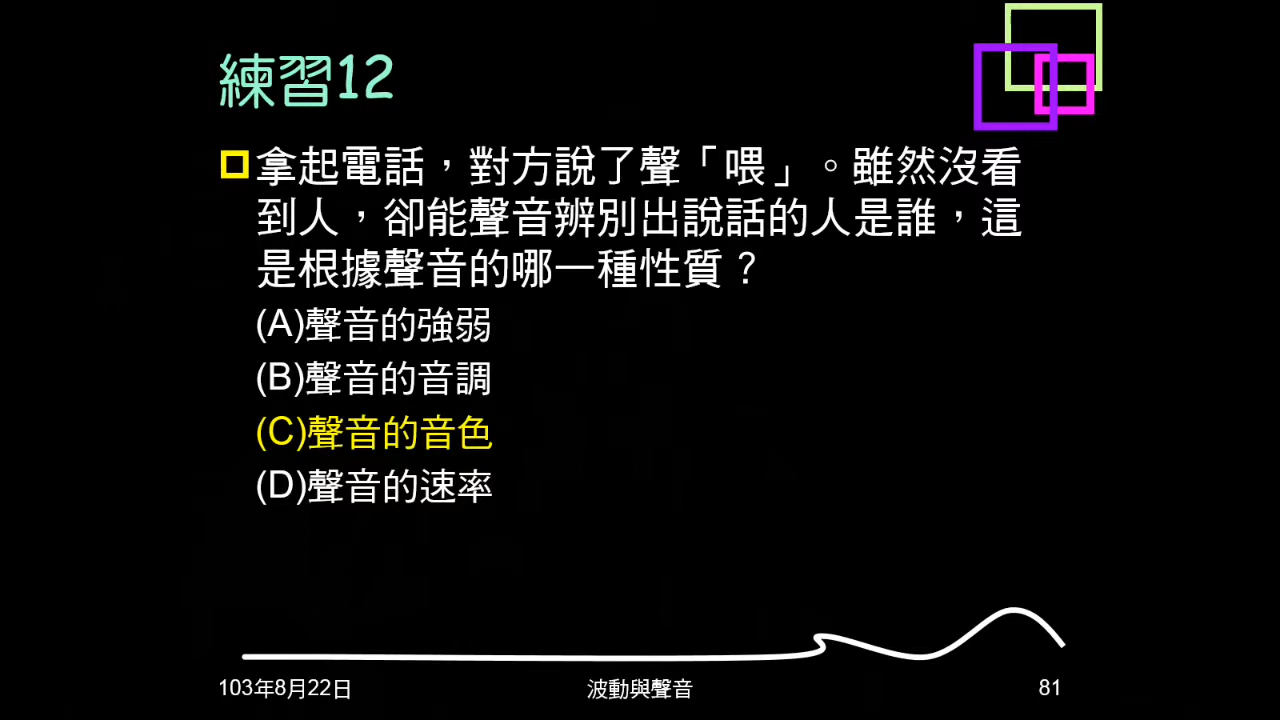 練習12
拿起電話，對方說了聲「喂」。雖然沒看
到人，卻能聲音辨別出說話的人是誰，這
是根據聲音的哪一種性質？
(A)聲音的強弱
(B)聲音的音調
(C)聲音的音色
(D)聲音的速率
103年8月22日 波動與聲音 81